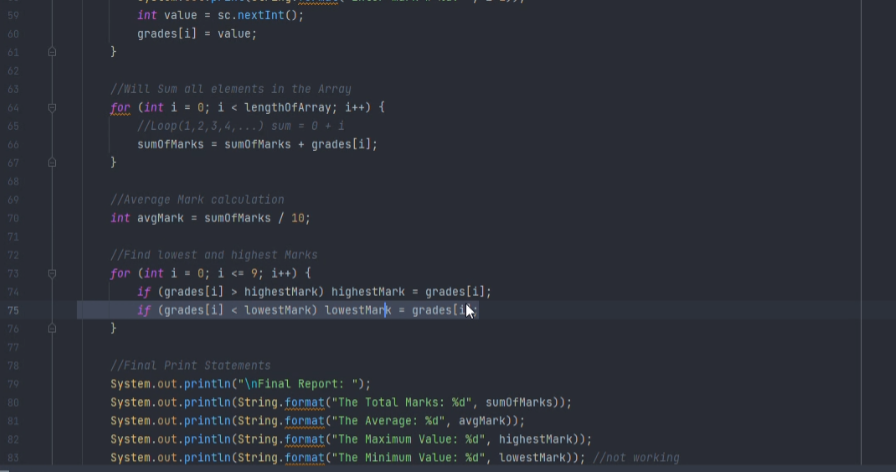 59 int value = sc.nextInt();
60 grades[i] = value;
61 }
62
63 //Will Sum all elements in the Array
64 for (int i = 0; i < lengthOfArray; i++) {
65 //Loop(1,2,3,4,...) sum = 0 + i
66 sumOfMarks = sumOfMarks + grades[i];
67 }
68
69 //Average Mark calculation
70 int avgMark = sumOfMarks / 10;
71
72 //Find lowest and highest Marks
73 for (int i = 0; i <= 9; i++) {
74 if (grades[i] > highestMark) highestMark = grades[i];
75 if (grades[i] < lowestMark) lowestMark = grades[i];
76 }
77
78 //Final Print Statements
79 System.out.println("\nFinal Report: ");
80 System.out.println(String.format("The Total Marks: %d", sumOfMarks));
81 System.out.println(String.format("The Average: %d", avgMark));
82 System.out.println(String.format("The Maximum Value: %d", highestMark));
83 System.out.println(String.format("The Minimum Value: %d", lowestMark)); //not working